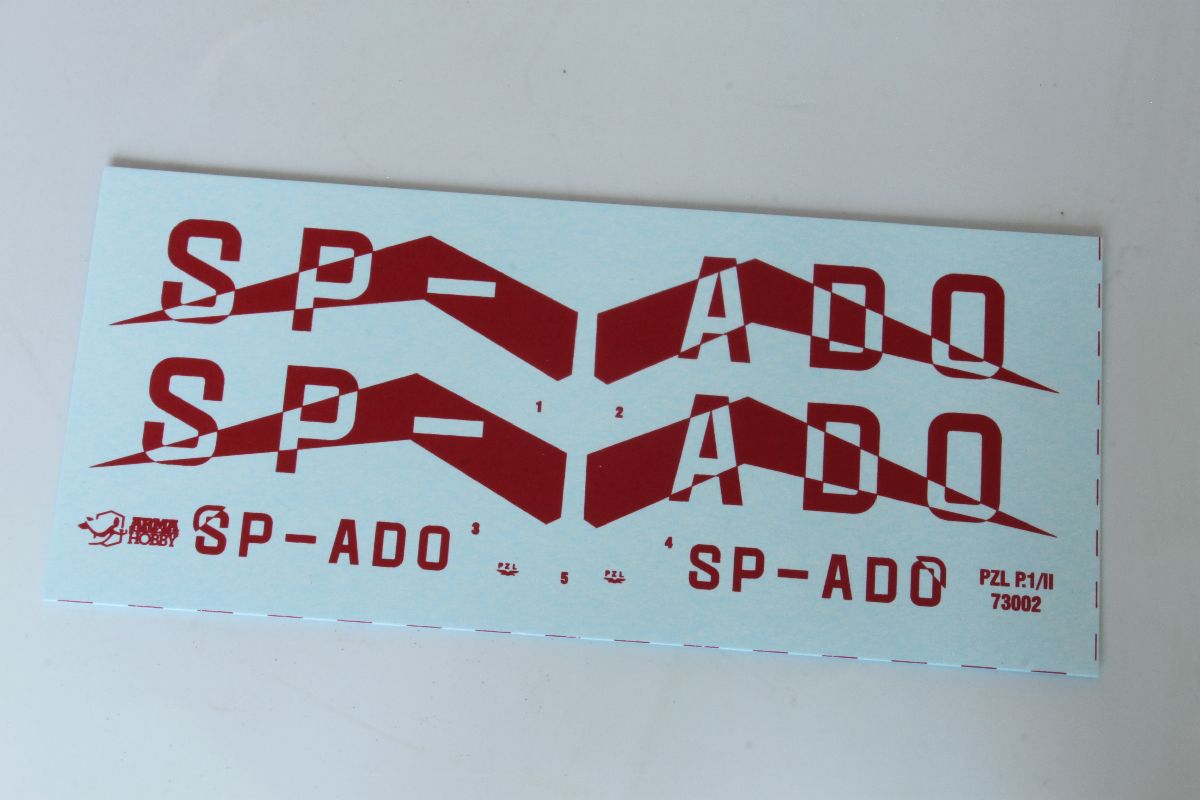 SP- ADO
1 2
SP- ADO
ARMA HOBBY
SP-ADO 3
PZL 5 PZL
4 SP-ADO
PZL P.1/II
73002